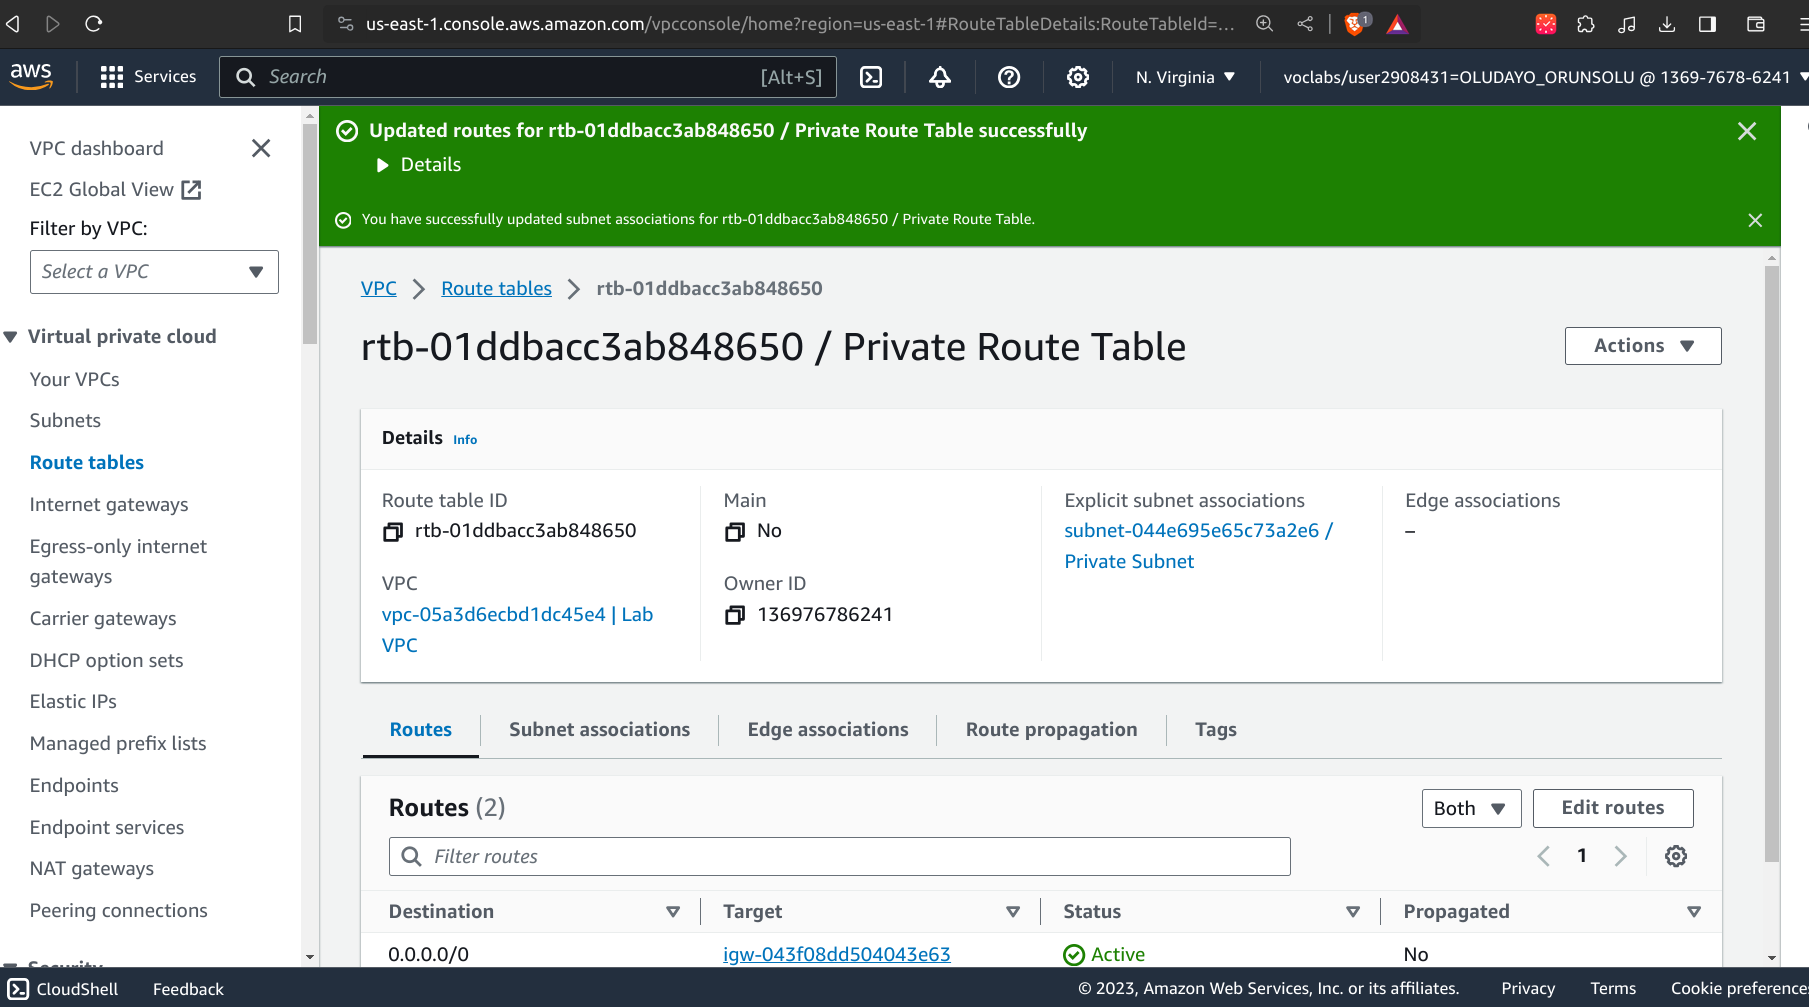 us-east-1.console.aws.amazon.com/vpcconsole/home?region=us-east-1#RouteTableDetails:RouteTableId=...
1
aws
Services
Search
[Alt+S]
N. Virginia
voclabs/user2908431=OLUDAYO_ORUNSOLU @ 1369-7678-6241
VPC dashboard
EC2 Global View
Filter by VPC:
Select a VPC
Virtual private cloud
Your VPCs
Subnets
Route tables
Internet gateways
Egress-only internet
gateways
Carrier gateways
DHCP option sets
Elastic IPs
Managed prefix lists
Endpoints
Endpoint services
NAT gateways
Peering connections
Security
Updated routes for rtb-01ddbacc3ab848650 / Private Route Table successfully
Details
You have successfully updated subnet associations for rtb-01ddbacc3ab848650 / Private Route Table.
VPC
Route tables
rtb-01ddbacc3ab848650
rtb-01ddbacc3ab848650 / Private Route Table
Actions
Details Info
Route table ID
rtb-01ddbacc3ab848650
VPC
vpc-05a3d6ecbd1dc45e4 | Lab
VPC
Main
No
Owner ID
136976786241
Explicit subnet associations
subnet-044e695e65c73a2e6 /
Private Subnet
Edge associations
–
Routes
Subnet associations
Edge associations
Route propagation
Tags
Routes (2)
Both
Edit routes
Filter routes
1
Destination
Target
Status
Propagated
0.0.0.0/0
igw-043f08dd504043e63
Active
No
CloudShell
Feedback
© 2023, Amazon Web Services, Inc. or its affiliates.
Privacy
Terms
Cookie preferences